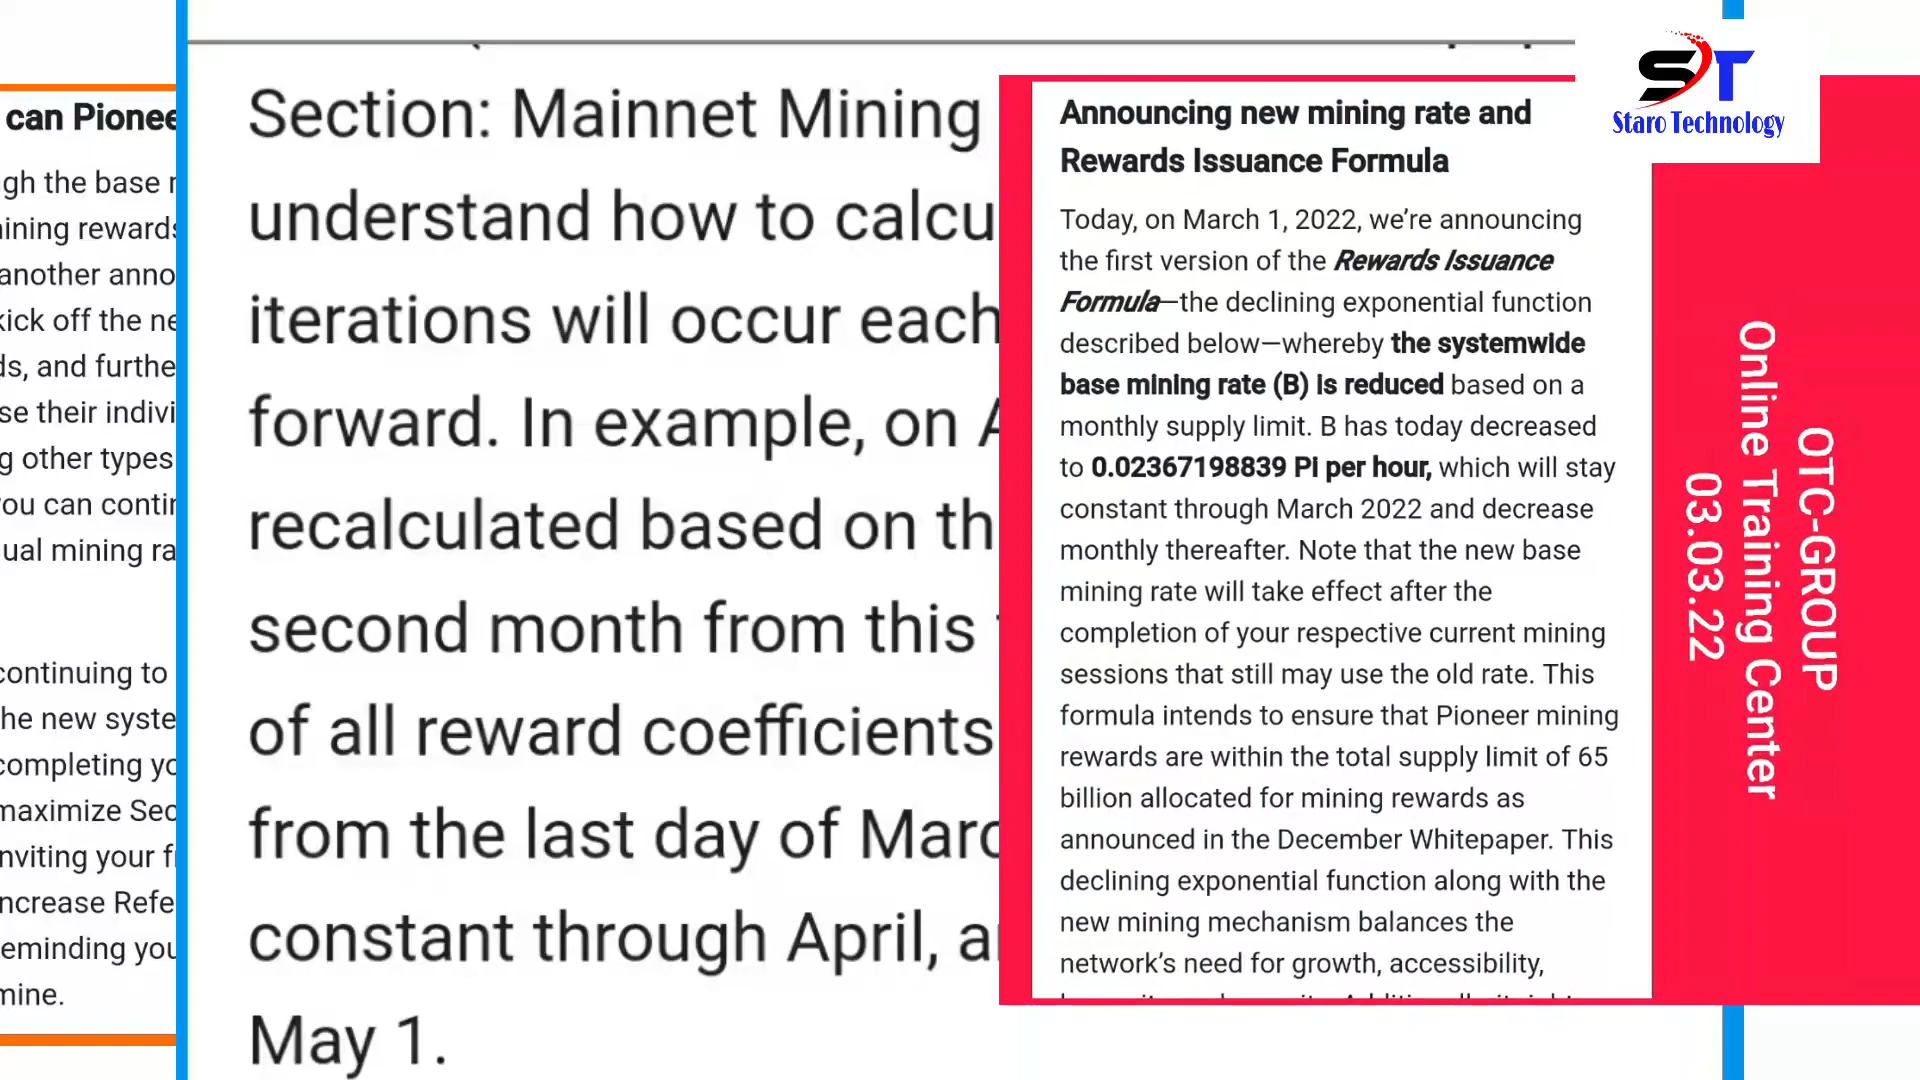 can Pionee
gh the base
ining rewards
another anno
kick off the ne
ds, and furthe
se their indivi
g other types
you can contin
ual mining ra
continuing to
he new syste
completing yo
maximize Sec
nviting your f
ncrease Refe
eminding you
mine.
Section: Mainnet Mining
understand how to calcu
iterations will occur each
forward. In example, on A
recalculated based on th
second month from this
of all reward coefficients
from the last day of Marc
constant through April, a
May 1.
Announcing new mining rate and
Rewards Issuance Formula
Today, on March 1, 2022, we’re announcing
the first version of the Rewards Issuance
Formula—the declining exponential function
described below—whereby the systemwide
base mining rate (B) is reduced based on a
monthly supply limit. B has today decreased
to 0.02367198839 Pi per hour, which will stay
constant through March 2022 and decrease
monthly thereafter. Note that the new base
mining rate will take effect after the
completion of your respective current mining
sessions that still may use the old rate. This
formula intends to ensure that Pioneer mining
rewards are within the total supply limit of 65
billion allocated for mining rewards as
announced in the December Whitepaper. This
declining exponential function along with the
new mining mechanism balances the
network’s need for growth, accessibility,
ST
Staro Technology
OTC-GROUP
Online Training Center
03.03.22